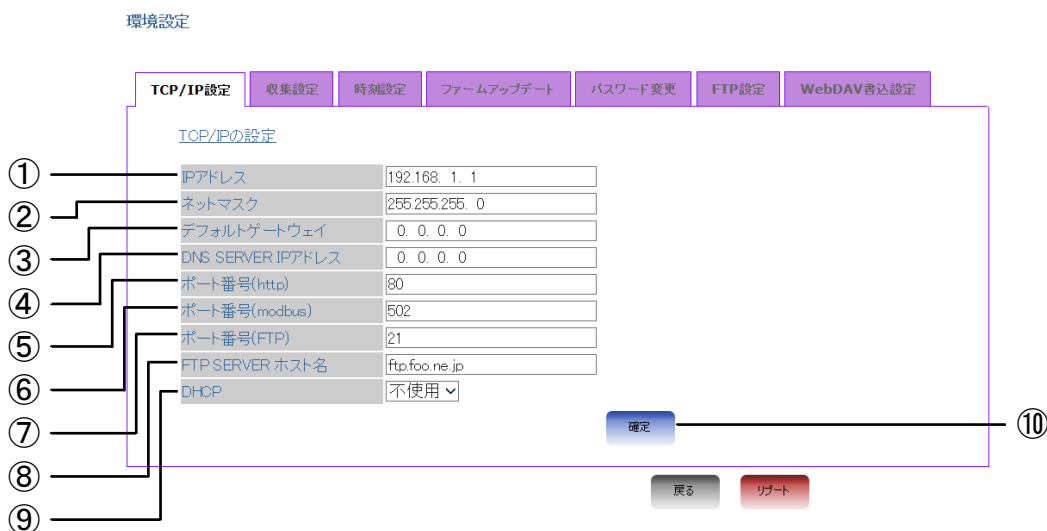 環境設定
TCP/IP設定 収集設定 時刻設定 ファームアップデート パスワード変更 FTP設定 WebDAV書込設定
TCP/IPの設定
① IPアドレス 192.168. 1. 1
② ネットマスク 255.255.255. 0
③ デフォルトゲートウェイ 0. 0. 0. 0
④ DNS SERVER IPアドレス 0. 0. 0. 0
⑤ ポート番号(http) 80
⑥ ポート番号(modbus) 502
⑦ ポート番号(FTP) 21
⑧ FTP SERVER ホスト名 ftp.foo.ne.jp
⑨ DHCP 不使用
確定 ⑩
戻る リブート